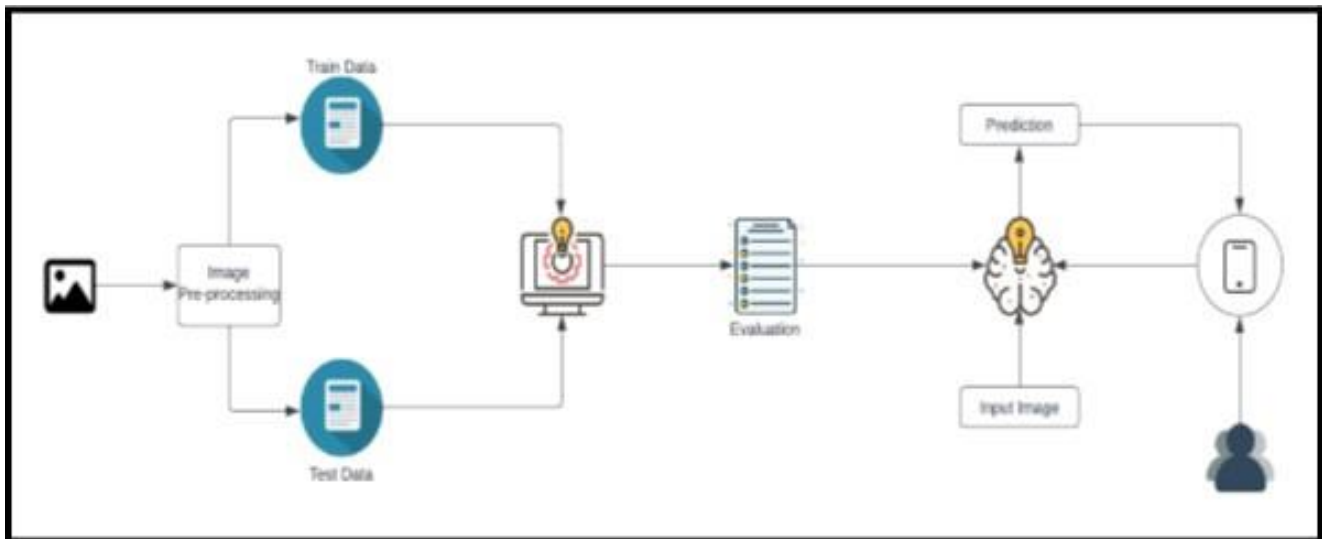 Train Data
Image
Pre-processing
Test Data
Evaluation
Prediction
Input Image